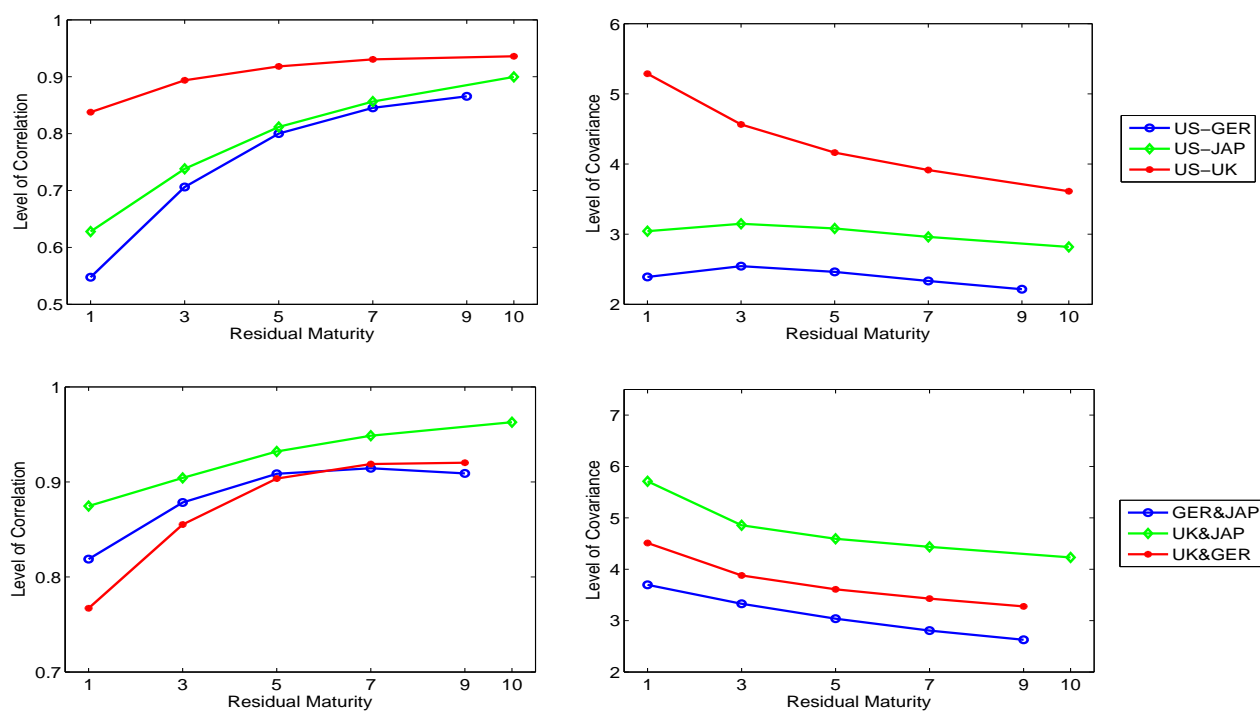 1
0.9
0.8
0.7
0.6
0.5
Level of Correlation
1 3 5 7 9 10
Residual Maturity
6
5
4
3
2
Level of Covariance
1 3 5 7 9 10
Residual Maturity
US−GER
US−JAP
US−UK
1
0.9
0.8
0.7
Level of Correlation
1 3 5 7 9 10
Residual Maturity
7
6
5
4
3
2
Level of Covariance
1 3 5 7 9 10
Residual Maturity
GER&JAP
UK&JAP
UK&GER